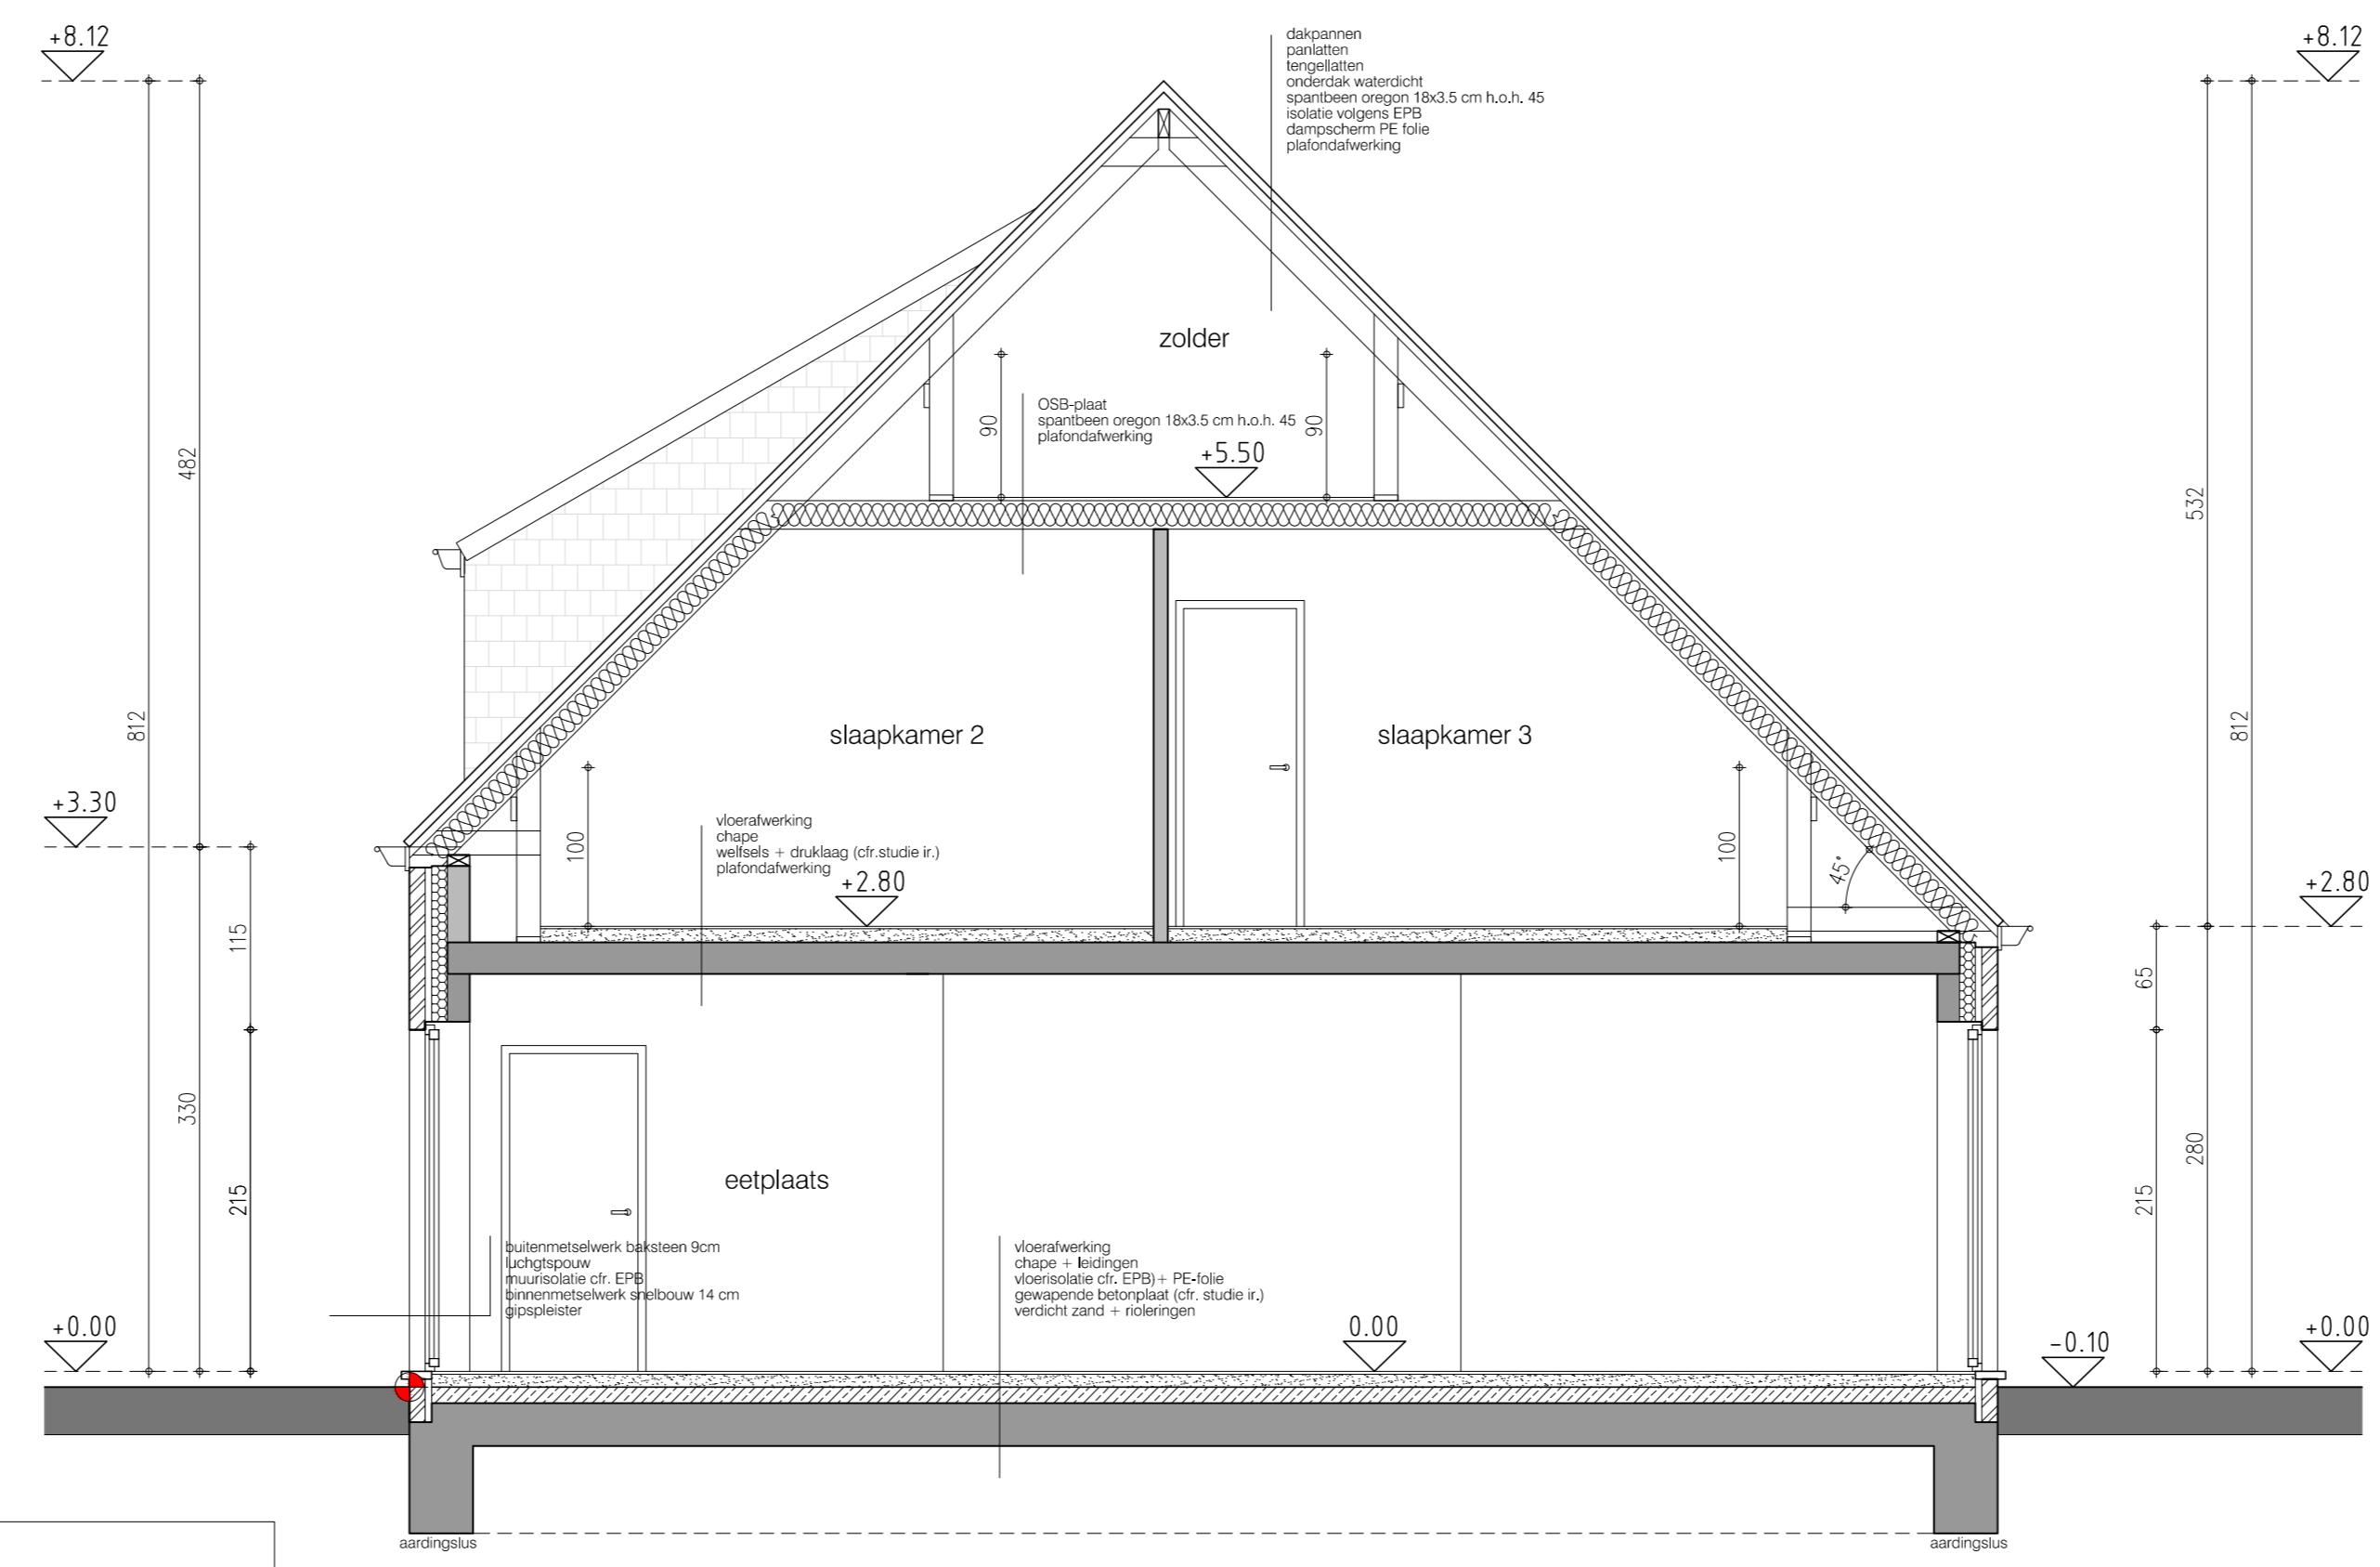 +8.12
+8.12
dakpannen
panlatten
tengellatten
onderdak waterdicht
spantbeen oregon 18x3.5 cm h.o.h. 45
isolatie volgens EPB
dampscherm PE folie
plafondafwerking
zolder
90
90
OSB-plaat
spantbeen oregon 18x3.5 cm h.o.h. 45
plafondafwerking
+5.50
482
532
812
812
slaapkamer 2
slaapkamer 3
+3.30
vloerafwerking
chape
welfsels + druklaag (cfr.studie ir.)
plafondafwerking
100
100
45°
+2.80
+2.80
115
65
330
280
215
215
eetplaats
buitenmetselwerk baksteen 9cm
luchgtspouw
muurisolatie cfr. EPB
binnenmetselwerk snelbouw 14 cm
gipspleister
vloerafwerking
chape + leidingen
vloerisolatie cfr. EPB)+ PE-folie
gewapende betonplaat (cfr. studie ir.)
verdicht zand + rioleringen
+0.00
0.00
-0.10
+0.00
aardingslus
aardingslus